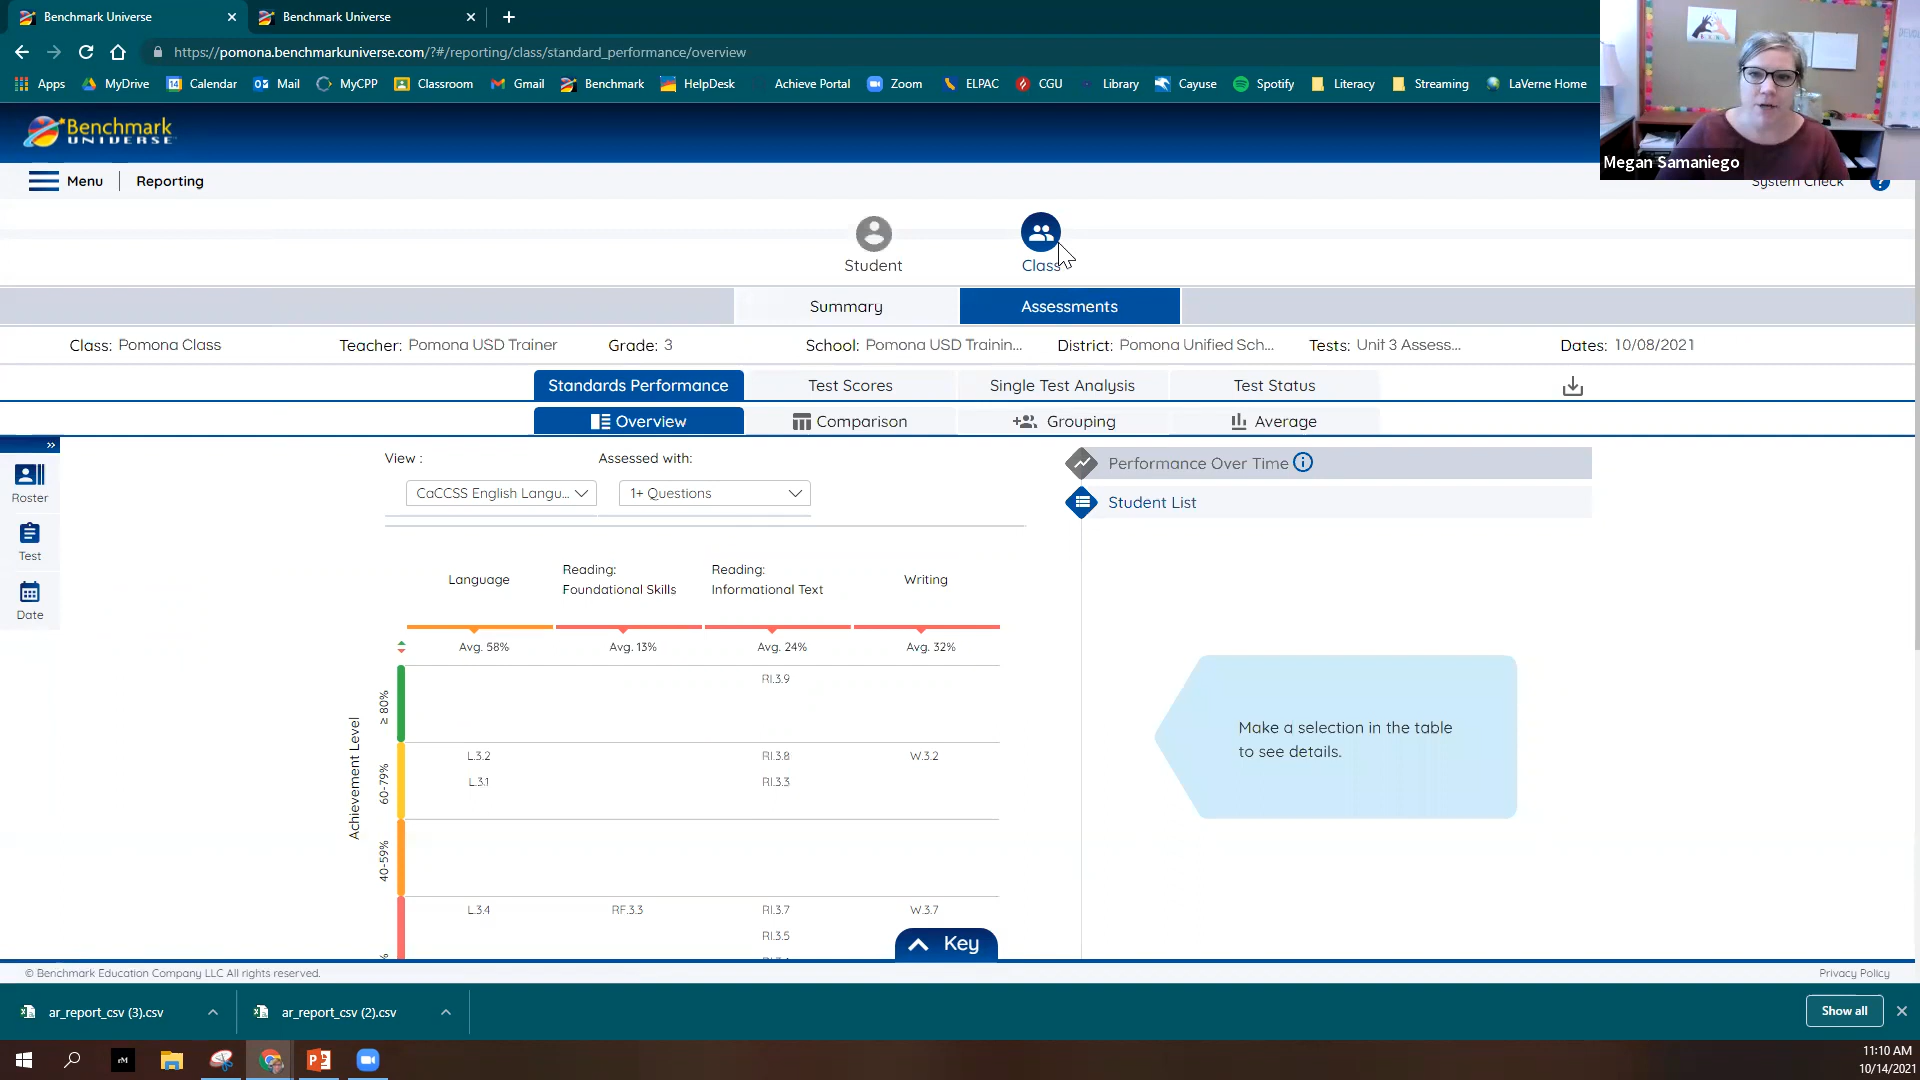 Benchmark Universe
Benchmark Universe
https://pomona.benchmarkuniverse.com/?#/reporting/class/standard_performance/overview
Apps MyDrive Calendar Mail MyCPP Classroom Gmail Benchmark HelpDesk Achieve Portal Zoom ELPAC CGU Library Cayuse Spotify Literacy Streaming LaVerne Home
Benchmark
UNIVERSE
Megan Samaniego
Menu Reporting System Check ?
Student Class
Summary Assessments
Class: Pomona Class Teacher: Pomona USD Trainer Grade: 3 School: Pomona USD Trainin... District: Pomona Unified Sch... Tests: Unit 3 Assess... Dates: 10/08/2021
Standards Performance Test Scores Single Test Analysis Test Status
Overview Comparison Grouping Average
Roster
Test
Date
View : Assessed with:
CaCCSS English Langu... 1+ Questions
Performance Over Time
Student List
Language Reading: Foundational Skills Reading: Informational Text Writing
Avg. 58% Avg. 13% Avg. 24% Avg. 32%
Achievement Level
≥ 80%
RI.3.9
60-79%
L.3.2 RI.3.8 W.3.2
L.3.1 RI.3.3
40-59%
L.3.4 RF.3.3 RI.3.7 W.3.7
RI.3.5
Key
Make a selection in the table
to see details.
© Benchmark Education Company LLC All rights reserved. Privacy Policy
ar_report_csv (3).csv ar_report_csv (2).csv Show all
11:10 AM
10/14/2021